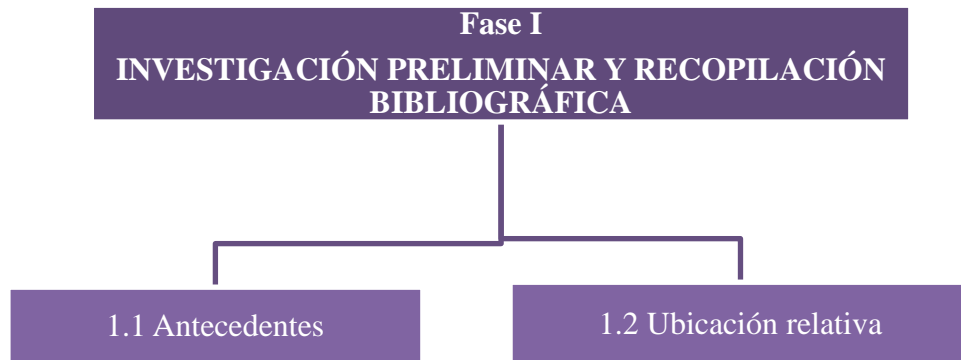 Fase I
INVESTIGACIÓN PRELIMINAR Y RECOPILACIÓN
BIBLIOGRÁFICA
1.1 Antecedentes
1.2 Ubicación relativa